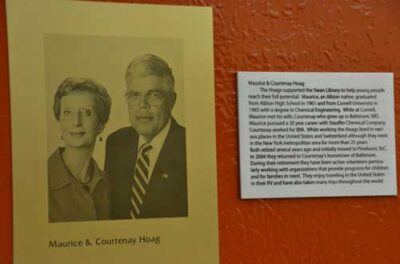 Maurice & Courtenay Hoag
Maurice & Courtenay Hoag
The Hoags supported the Swan Library to help young people
reach their full potential. Maurice, an Albion native, graduated
from Albion High School in 1961 and from Cornell University in
1965 with a degree in Chemical Engineering. While at Cornell,
Maurice met his wife, Courtenay who grew up in Baltimore, MD.
Maurice pursued a 30 year career with Stauffer Chemical Company.
Courtenay worked for IBM. While working the Hoags lived in vari-
ous places in the United States and Switzerland although they were
in the New York metropolitan area for more than 25 years.
Both retired several years ago and initially moved to Pinehurst, N.C.
In 2004 they returned to Courtenay's hometown of Baltimore.
During their retirement they have been active volunteers particu-
larly working with organizations that provide programs for children
and for families in need. They enjoy traveling in the United States
in their RV and have also taken many trips throughout the world.